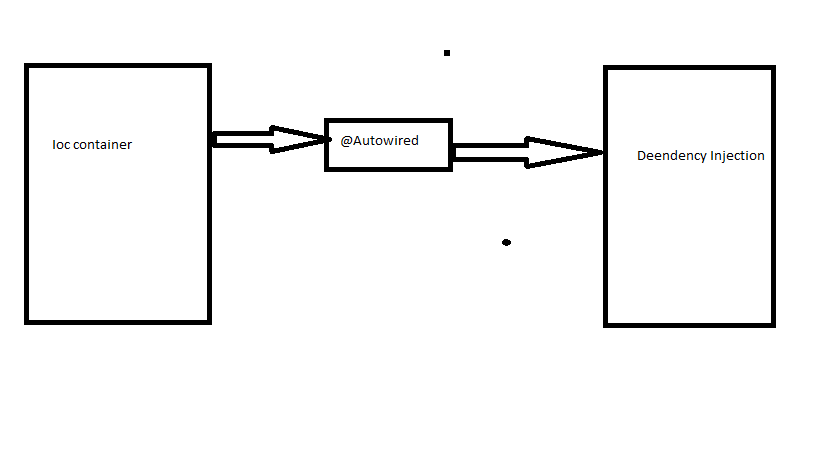 Ioc container
@Autowired
Deendency Injection